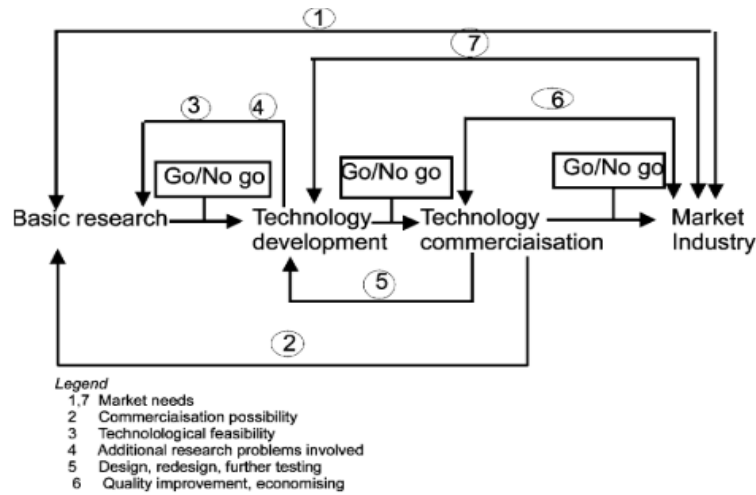 1
7
6
3 4
Go/No go
Go/No go
Go/No go
Basic research
Technology
development
Technology
commerciaisation
Market
Industry
5
2
Legend
1,7 Market needs
2 Commerciaisation possibility
3 Technolological feasibility
4 Additional research problems involved
5 Design, redesign, further testing
6 Quality improvement, economising